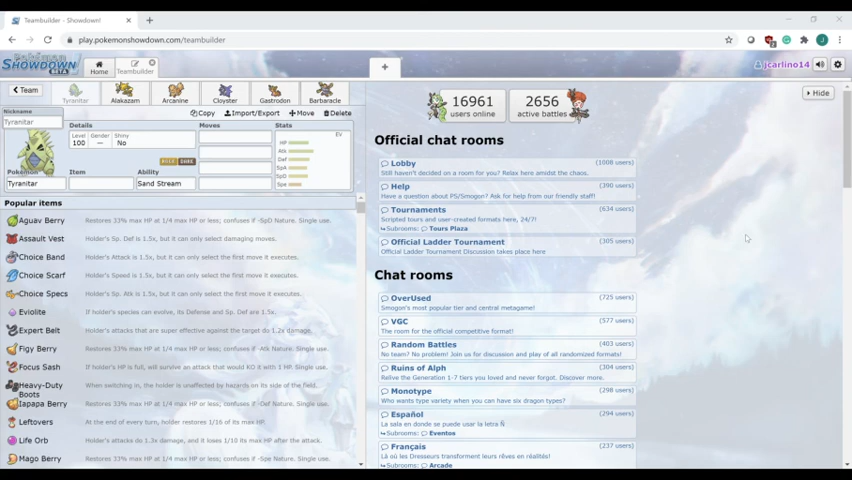 Teambuilder - Showdown!
play.pokemonshowdown.com/teambuilder
Pokémon
SHOWDOWN
BETA
Home
Teambuilder
+
jcarlino14
< Team
Tyranitar
Alakazam
Arcanine
Cloyster
Gastrodon
Barbaracle
Copy
Import/Export
Move
Delete
Nickname
Tyranitar
Details
Level
100
Gender
—
Shiny
No
ROCK DARK
Moves
Stats
EV
HP
Atk
Def
SpA
SpD
Spe
Pokémon
Tyranitar
Item
Ability
Sand Stream
Popular items
Aguav Berry Restores 33% max HP at 1/4 max HP or less; confuses if -SpD Nature. Single use.
Assault Vest Holder's Sp. Def is 1.5x, but it can only select damaging moves.
Choice Band Holder's Attack is 1.5x, but it can only select the first move it executes.
Choice Scarf Holder's Speed is 1.5x, but it can only select the first move it executes.
Choice Specs Holder's Sp. Atk is 1.5x, but it can only select the first move it executes.
Eviolite If holder's species can evolve, its Defense and Sp. Def are 1.5x.
Expert Belt Holder's attacks that are super effective against the target do 1.2x damage.
Figy Berry Restores 33% max HP at 1/4 max HP or less; confuses if -Atk Nature. Single use.
Focus Sash If holder's HP is full, will survive an attack that would KO it with 1 HP. Single use.
Heavy-Duty Boots When switching in, the holder is unaffected by hazards on its side of the field.
Iapapa Berry Restores 33% max HP at 1/4 max HP or less; confuses if -Def Nature. Single use.
Leftovers At the end of every turn, holder restores 1/16 of its max HP.
Life Orb Holder's attacks do 1.3x damage, and it loses 1/10 its max HP after the attack.
Mago Berry Restores 33% max HP at 1/4 max HP or less; confuses if -Spe Nature. Single use.
16961
users online
2656
active battles
Hide
Official chat rooms
Lobby (1008 users)
Still haven't decided on a room for you? Relax here amidst the chaos.
Help (390 users)
Have a question about PS/Smogon? Ask for help from our friendly staff!
Tournaments (634 users)
Scripted tours and user-created formats here, 24/7!
Subrooms: Tours Plaza
Official Ladder Tournament (305 users)
Official Ladder Tournament Discussion takes place here
Chat rooms
OverUsed (725 users)
Smogon's most popular tier and central metagame!
VGC (577 users)
The room for the official competitive format!
Random Battles (403 users)
No team? No problem! Join us for discussion and play of all randomized formats!
Ruins of Alph (304 users)
Relive the Generation 1-7 tiers you loved and never forgot. Discover more.
Monotype (298 users)
Who wants type variety when you can have six dragon types?
Español (294 users)
La sala en donde se puede usar la letra Ñ
Subrooms: Eventos
Français (237 users)
Là où les Dresseurs transforment leurs rêves en réalités!
Subrooms: Arcade